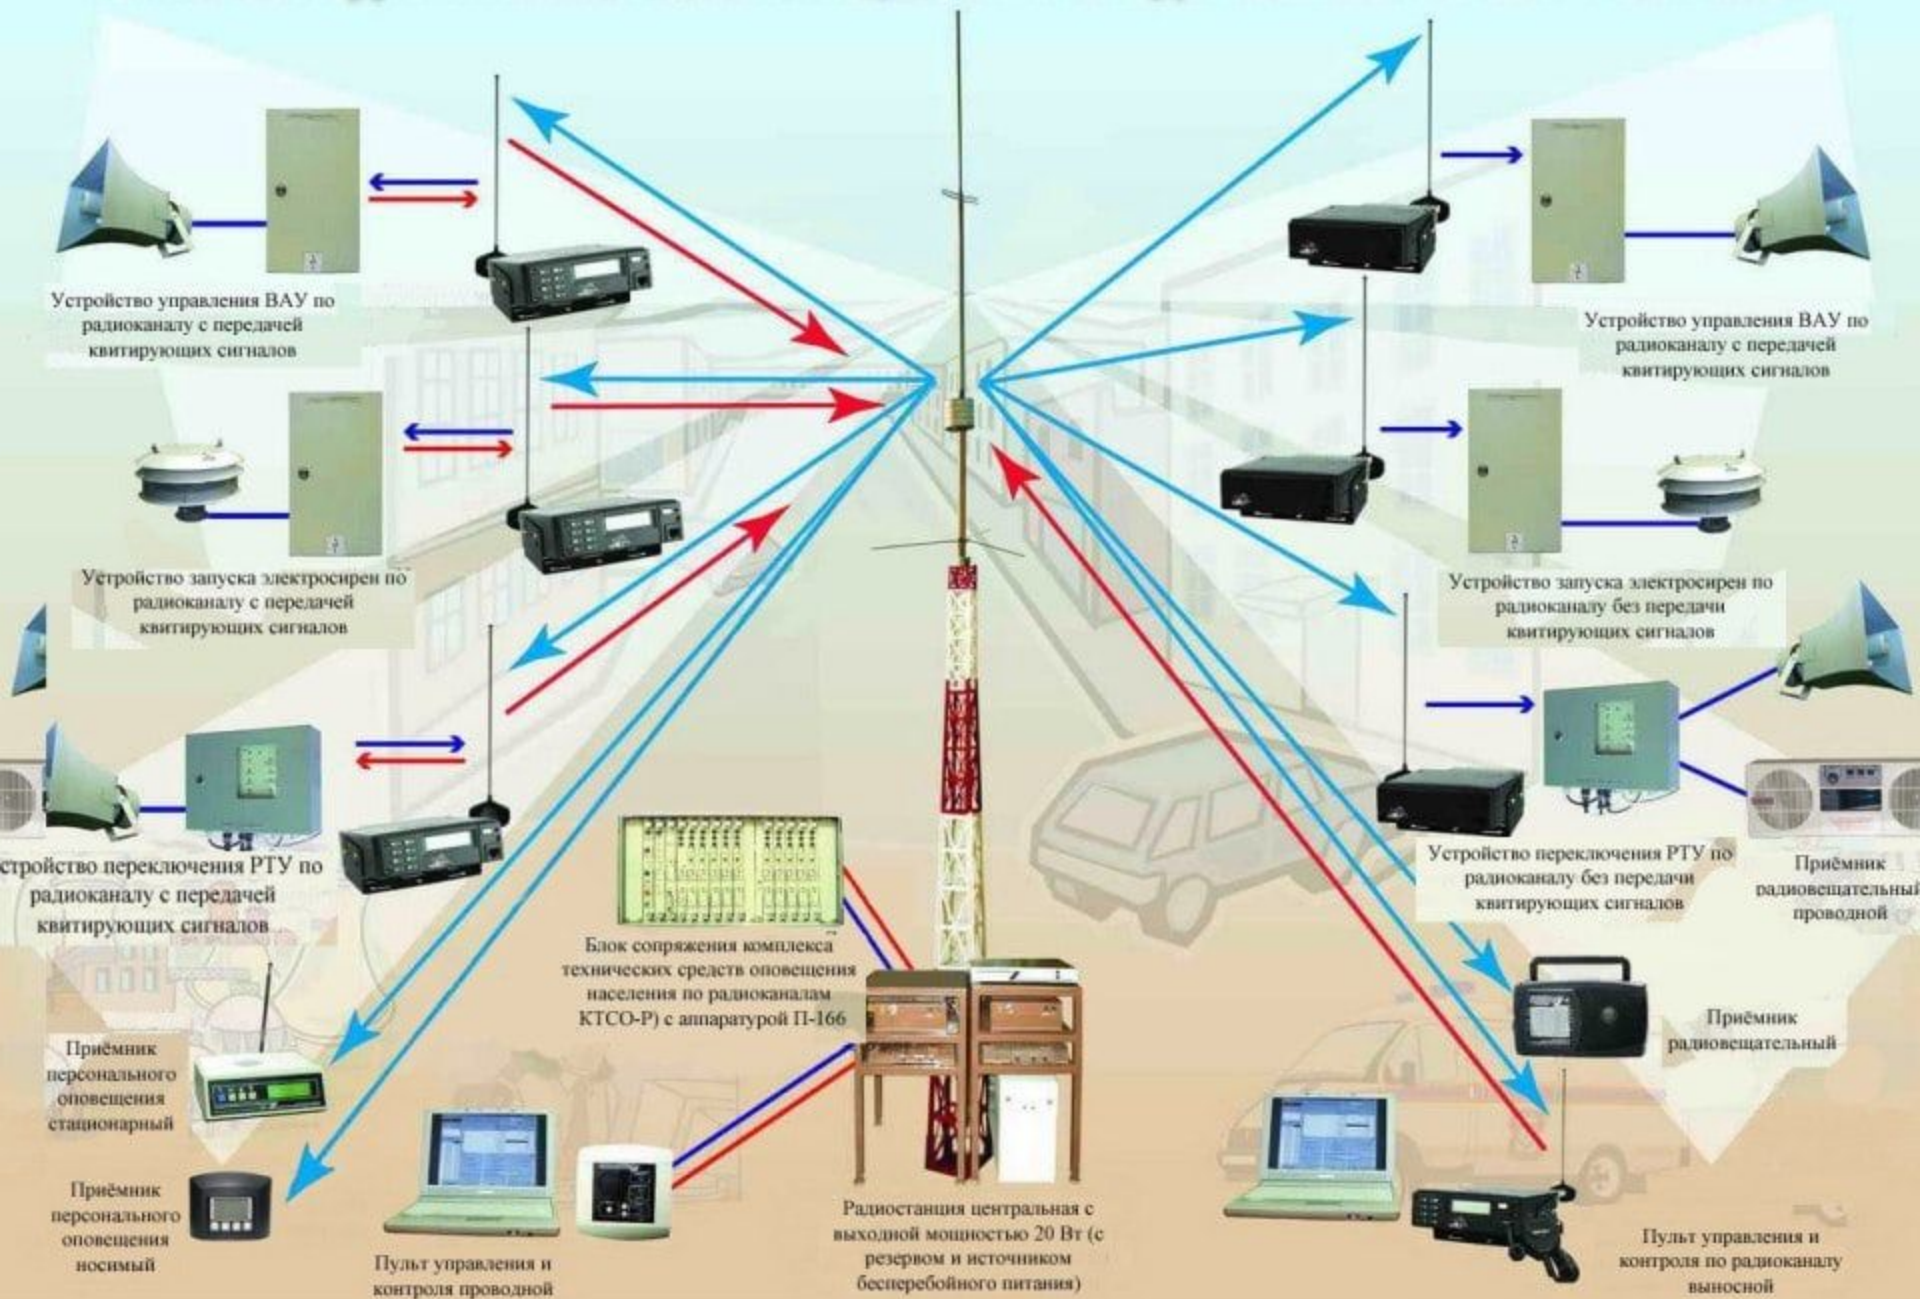 Устройство управления ВАУ по
радиоканалу с передачей
квитирующих сигналов
Устройство управления ВАУ по
радиоканалу с передачей
квитирующих сигналов
Устройство запуска электросирен по
радиоканалу с передачей
квитирующих сигналов
Устройство запуска электросирен по
радиоканалу без передачи
квитирующих сигналов
стройство переключения РТУ по
радиоканалу с передачей
квитирующих сигналов
Устройство переключения РТУ по
радиоканалу без передачи
квитирующих сигналов
Приёмник
радиовещательный
проводной
Блок сопряжения комплекса
технических средств оповещения
населения по радиоканалам
КТСО-Р) с аппаратурой П-166
Приёмник
радиовещательный
Приёмник
персонального
оповещения
стационарный
Приёмник
персонального
оповещения
носимый
Пульт управления и
контроля проводной
Радиостанция центральная с
выходной мощностью 20 Вт (с
резервом и источником
бесперебойного питания)
Пульт управления и
контроля по радиоканалу
выносной